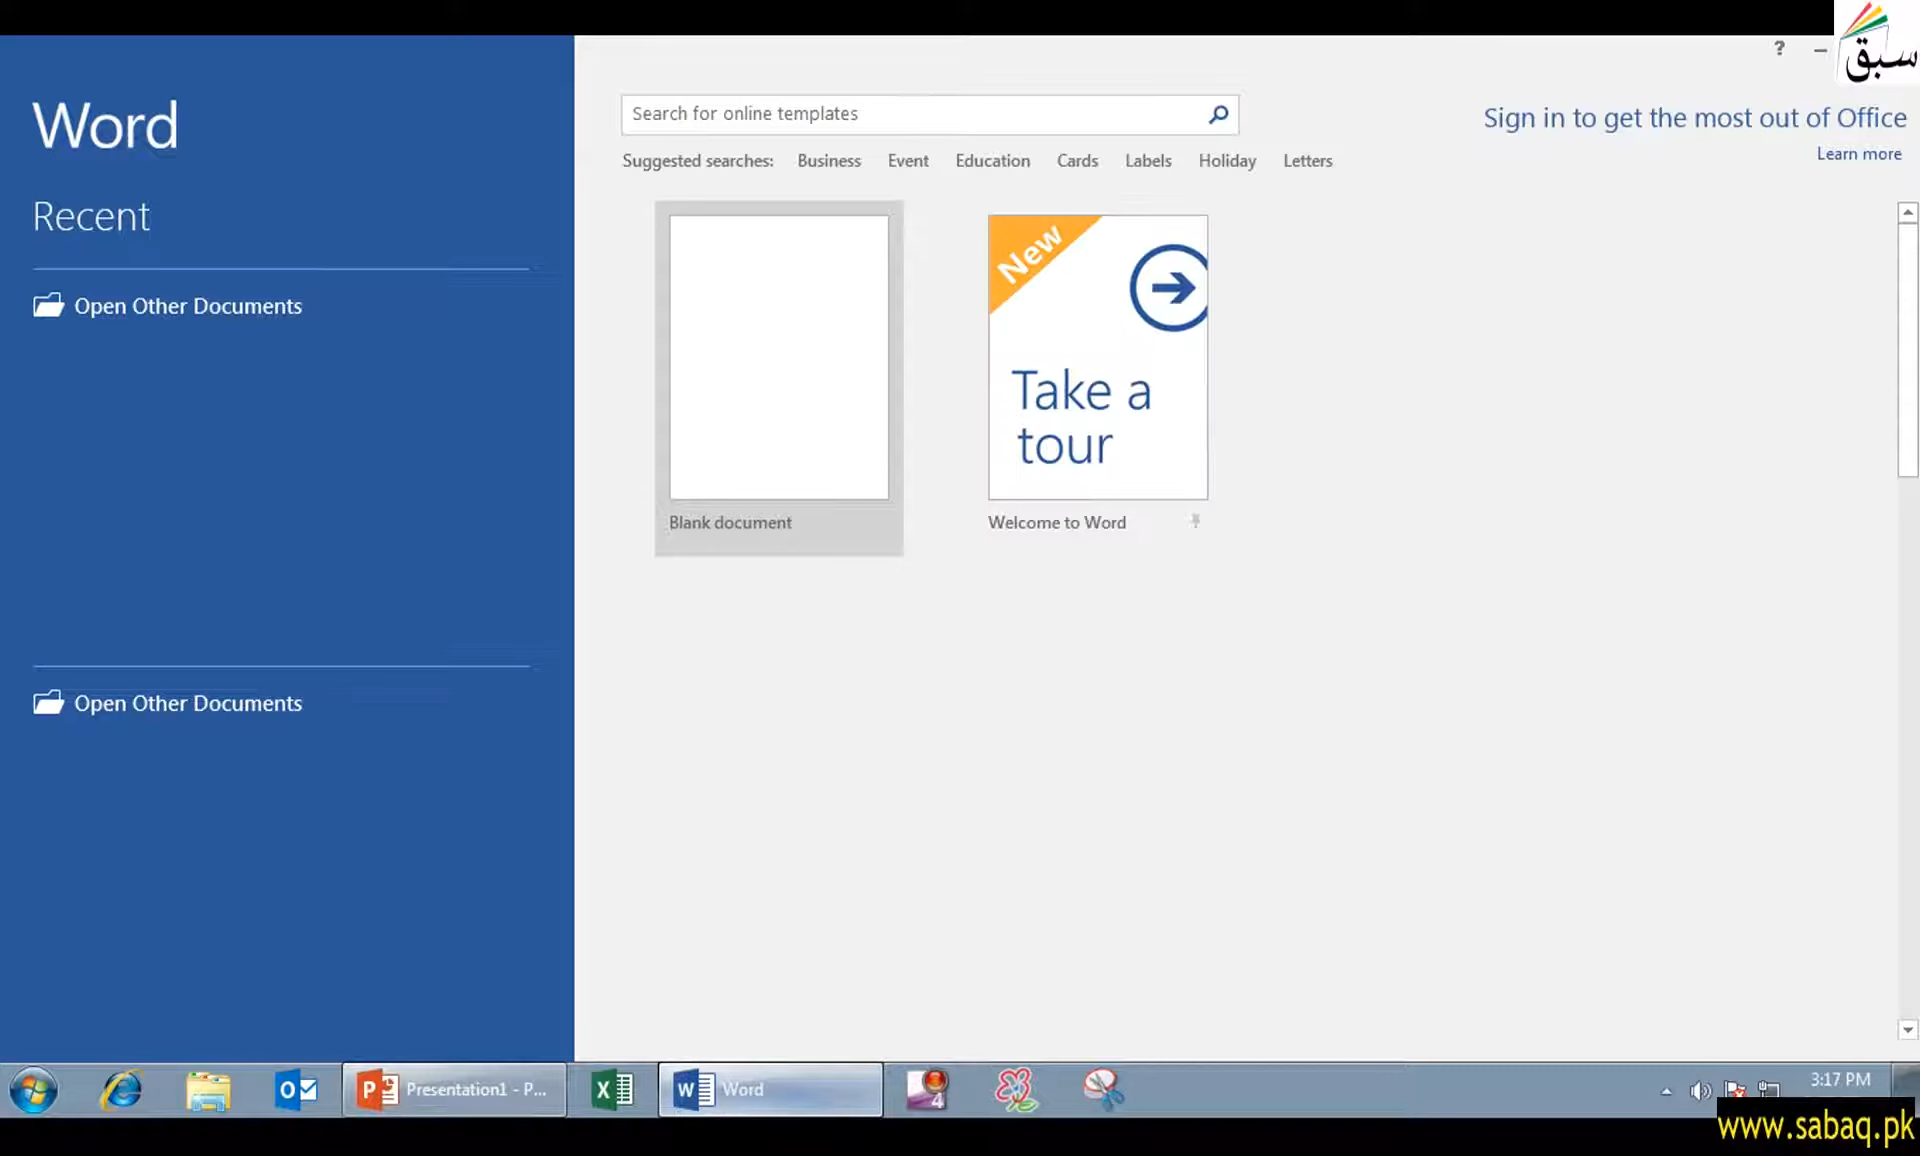 سبق
?
Word
Search for online templates
Sign in to get the most out of Office
Learn more
Suggested searches: Business Event Education Cards Labels Holiday Letters
Recent
Open Other Documents
New
Take a
tour
Blank document
Welcome to Word
Open Other Documents
Presentation1 - P...
Word
3:17 PM
www.sabaq.pk